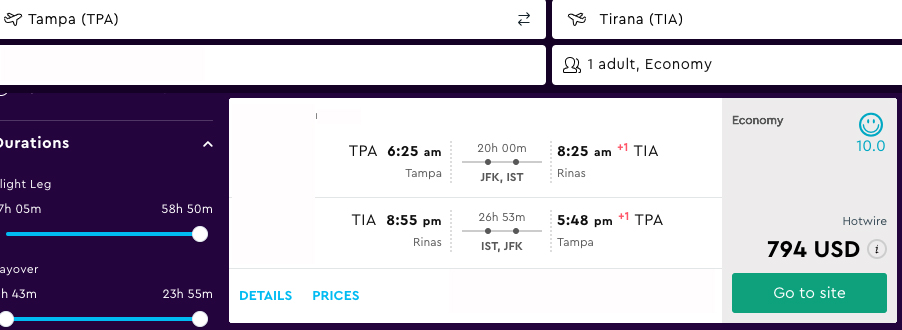 Tampa (TPA)
Tirana (TIA)
1 adult, Economy
Durations
light Leg
7h 05m 58h 50m
ayover
h 43m 23h 55m
TPA 6:25 am 20h 00m 8:25 am +1 TIA
Tampa JFK, IST Rinas
TIA 8:55 pm 26h 53m 5:48 pm +1 TPA
Rinas IST, JFK Tampa
DETAILS PRICES
Economy
10.0
Hotwire
794 USD i
Go to site